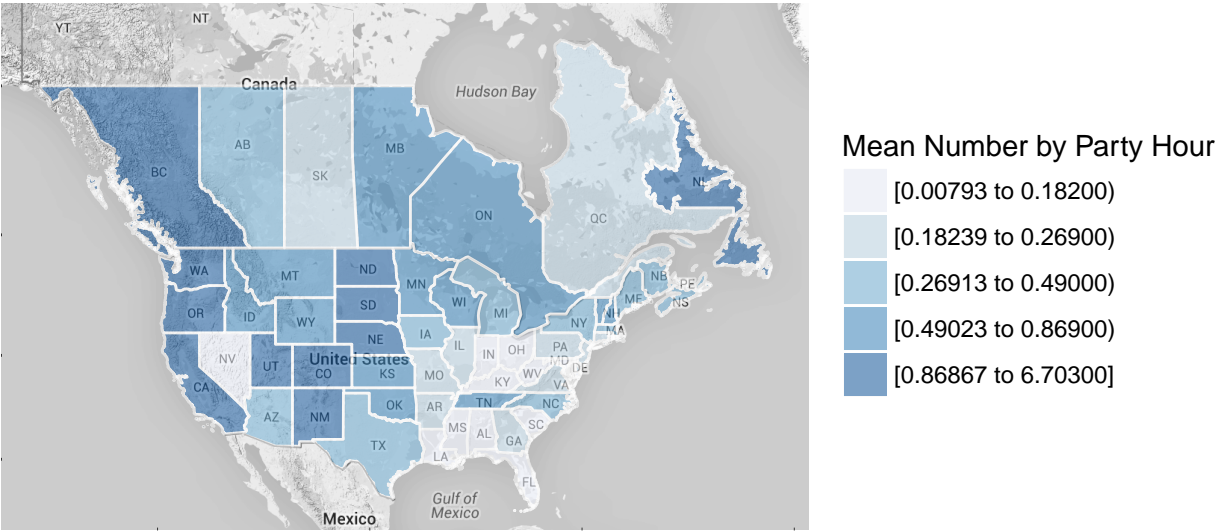 YT
NT
Canada
Hudson Bay
AB
MB
SK
BC
NL
ON
QC
WA
MT
ND
MN
NB
PE
OR
ID
SD
WI
ME
NS
WY
MI
NH
NY
MA
NE
IA
NV
UT
United States
CO
KS
IL
IN
OH
PA
MD
DE
MO
WV
VA
KY
CA
AZ
NM
OK
AR
TN
NC
MS
AL
SC
GA
TX
LA
FL
Gulf of
Mexico
Mexico
Mean Number by Party Hour
[0.00793 to 0.18200)
[0.18239 to 0.26900)
[0.26913 to 0.49000)
[0.49023 to 0.86900)
[0.86867 to 6.70300]